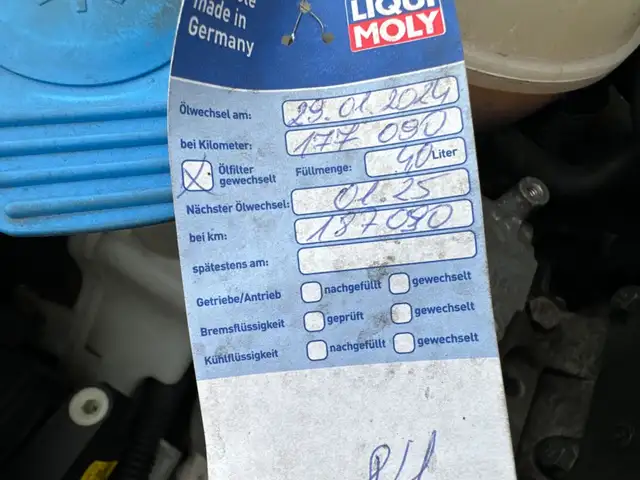 made in
Germany
LIQUI
MOLY
Ölwechsel am: 29.01.2024
bei Kilometer: 177 090
Ölfilter gewechselt
Füllmenge: 4,0 Liter
Nächster Ölwechsel: 01.25
bei km: 137090
spätestens am:
Getriebe/Antrieb nachgefüllt gewechselt
Bremsflüssigkeit geprüft gewechselt
Kühlflüssigkeit nachgefüllt gewechselt